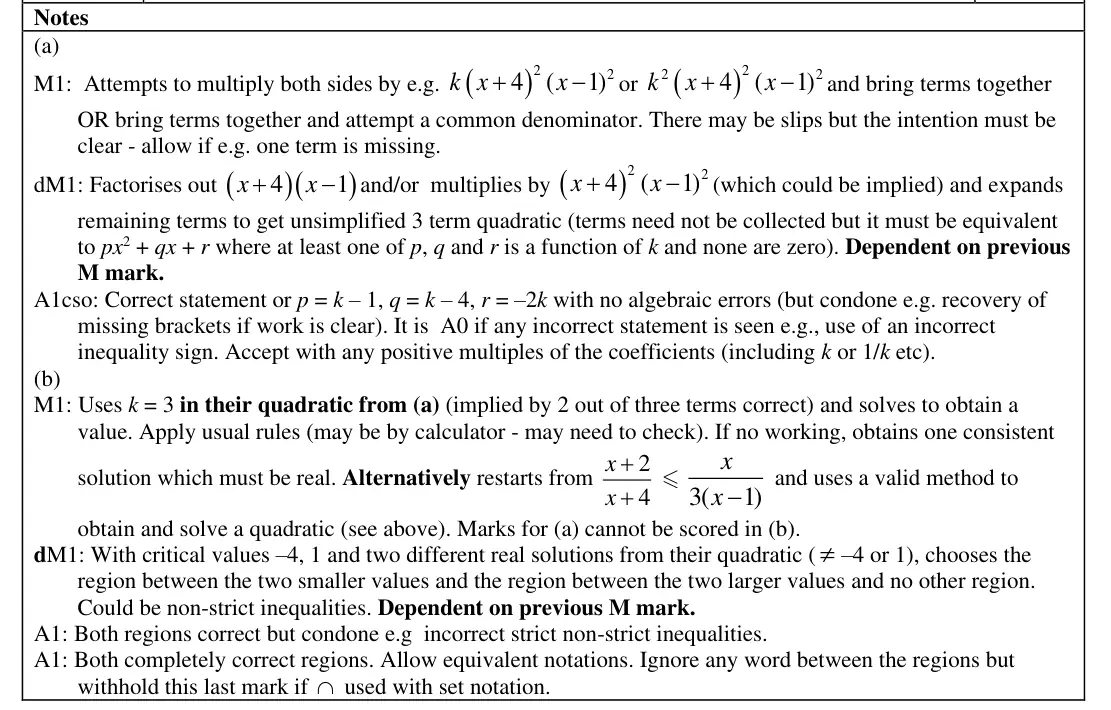 Notes
(a)
M1: Attempts to multiply both sides by e.g. k(x+4)²(x−1)² or k²(x+4)²(x−1)² and bring terms together
OR bring terms together and attempt a common denominator. There may be slips but the intention must be
clear - allow if e.g. one term is missing.
dM1: Factorises out (x+4)(x−1) and/or multiplies by (x+4)²(x−1)² (which could be implied) and expands
remaining terms to get unsimplified 3 term quadratic (terms need not be collected but it must be equivalent
to px² + qx + r where at least one of p, q and r is a function of k and none are zero). Dependent on previous
M mark.
A1cso: Correct statement or p = k – 1, q = k – 4, r = –2k with no algebraic errors (but condone e.g. recovery of
missing brackets if work is clear). It is A0 if any incorrect statement is seen e.g., use of an incorrect
inequality sign. Accept with any positive multiples of the coefficients (including k or 1/k etc).
(b)
M1: Uses k = 3 in their quadratic from (a) (implied by 2 out of three terms correct) and solves to obtain a
value. Apply usual rules (may be by calculator - may need to check). If no working, obtains one consistent
solution which must be real. Alternatively restarts from (x+2)/(x+4) ⩽ x/(3(x−1)) and uses a valid method to
obtain and solve a quadratic (see above). Marks for (a) cannot be scored in (b).
dM1: With critical values –4, 1 and two different real solutions from their quadratic (≠ –4 or 1), chooses the
region between the two smaller values and the region between the two larger values and no other region.
Could be non-strict inequalities. Dependent on previous M mark.
A1: Both regions correct but condone e.g incorrect strict non-strict inequalities.
A1: Both completely correct regions. Allow equivalent notations. Ignore any word between the regions but
withhold this last mark if ∩ used with set notation.